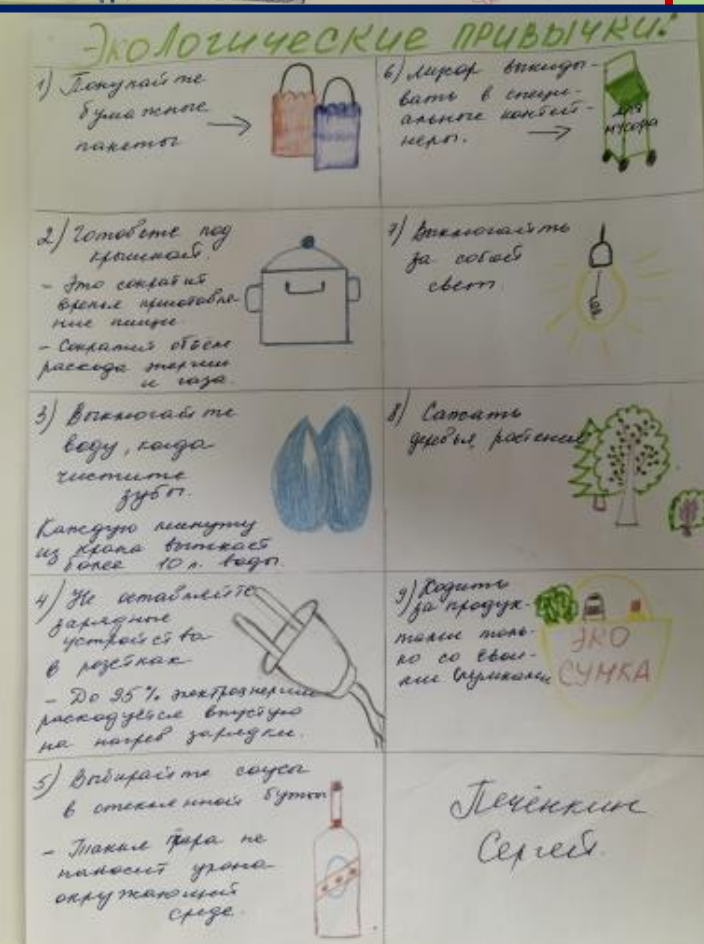 Экологические привычки:
1) Покупайте
бумажные
пакеты
2) Готовьте под
крышкой.
- Это сократит
время приготовле-
ние пищи.
- Сократит объём
расхода энергии
и газа.
3) Выключайте
воду, когда
чистите
зубы.
Каждую минуту
из крана вытекает
более 10 л. воды.
4) Не оставляйте
зарядные
устройства
в розетках
- До 95% электроэнергии
расходуется впустую
на нагрев зарядки.
5) Выбирайте соусы
в стеклянной
- Такая тара не
наносит урона
окружающей
среде.
6) Мусор выкиды-
вать в специ-
альные контей-
неры.
Для
мусора
7) Выключайте
за собой
свет
8) Сажать
деревья, растения
9) Ходить
за продук-
тами толь-
ко со свои-
ми сумками
ЭКО
СУМКА
Печёнкин
Сергей.